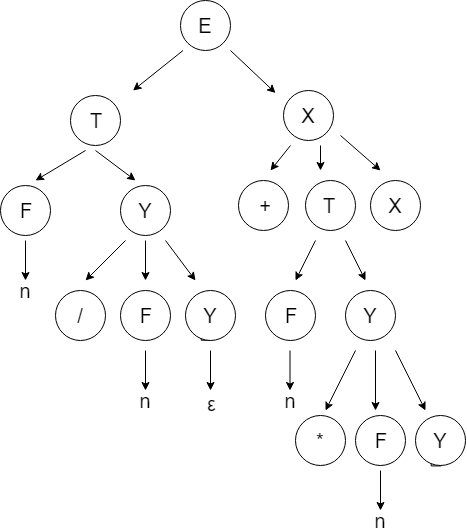 E
T X
F Y + T X
n
/ F Y F Y
n ε n
* F Y
n